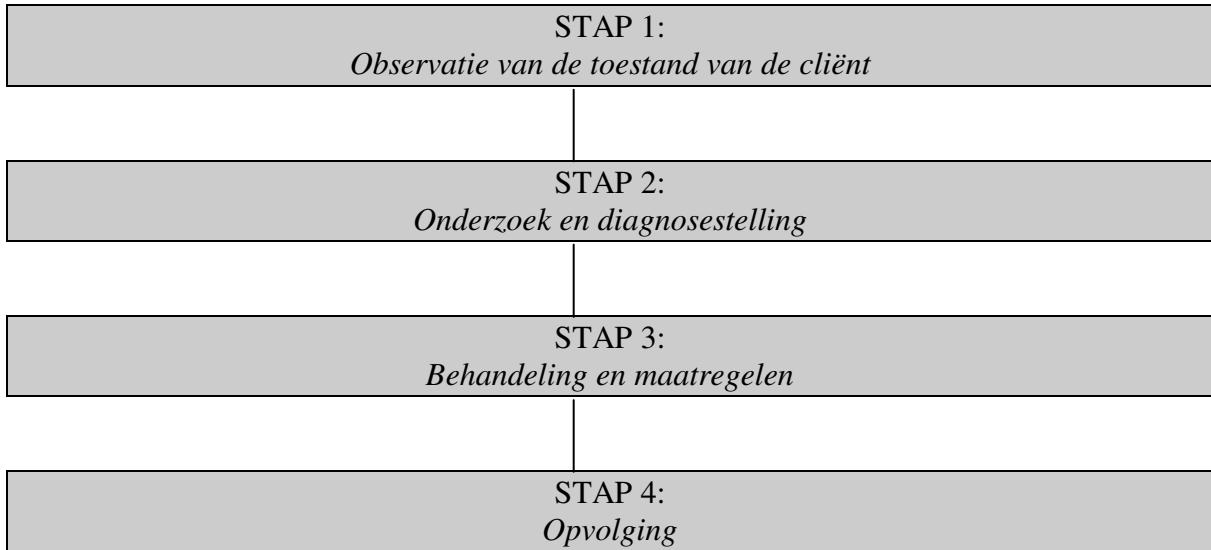 STAP 1:
Observatie van de toestand van de cliënt
STAP 2:
Onderzoek en diagnosestelling
STAP 3:
Behandeling en maatregelen
STAP 4:
Opvolging